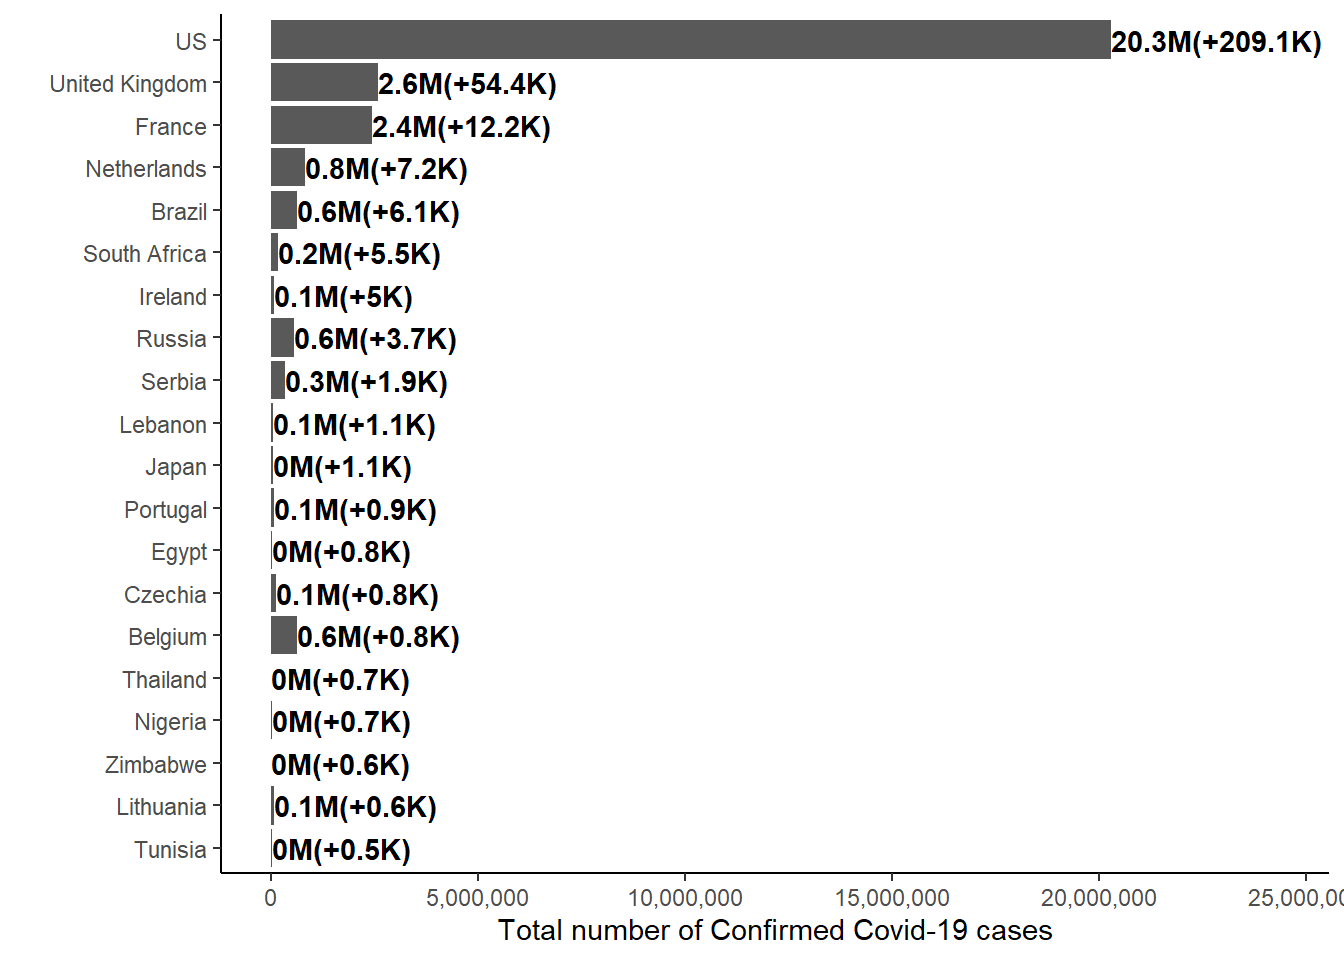 US 20.3M(+209.1K)
United Kingdom 2.6M(+54.4K)
France 2.4M(+12.2K)
Netherlands 0.8M(+7.2K)
Brazil 0.6M(+6.1K)
South Africa 0.2M(+5.5K)
Ireland 0.1M(+5K)
Russia 0.6M(+3.7K)
Serbia 0.3M(+1.9K)
Lebanon 0.1M(+1.1K)
Japan 0M(+1.1K)
Portugal 0.1M(+0.9K)
Egypt 0M(+0.8K)
Czechia 0.1M(+0.8K)
Belgium 0.6M(+0.8K)
Thailand 0M(+0.7K)
Nigeria 0M(+0.7K)
Zimbabwe 0M(+0.6K)
Lithuania 0.1M(+0.6K)
Tunisia 0M(+0.5K)
0 5,000,000 10,000,000 15,000,000 20,000,000 25,000,0
Total number of Confirmed Covid-19 cases